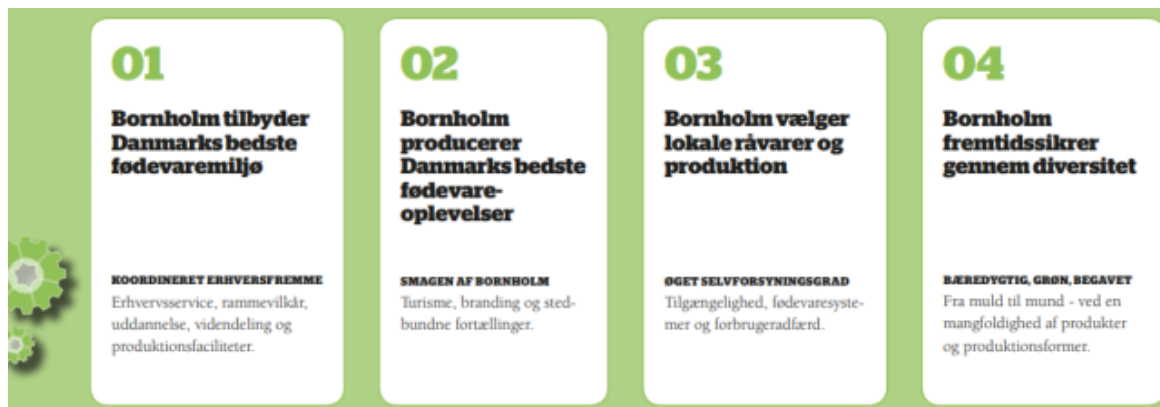 01
Bornholm tilbyder
Danmarks bedste
fødevaremiljø
KOORDINERET ERHVERSFREMME
Erhvervsservice, rammevilkår,
uddannelse, videndeling og
produktionsfaciliteter.
02
Bornholm
producerer
Danmarks bedste
fødevare-
oplevelser
SMAGEN AF BORNHOLM
Turisme, branding og sted-
bundne fortællinger.
03
Bornholm vælger
lokale råvarer og
produktion
ØGET SELVFORSYNINGSGRAD
Tilgængelighed, fødevaresyste-
mer og forbrugeradfærd.
04
Bornholm
fremtidssikrer
gennem diversitet
BÆREDYGTIG, GRØN, BEGAVET
Fra muld til mund - ved en
mangfoldighed af produkter
og produktionsformer.